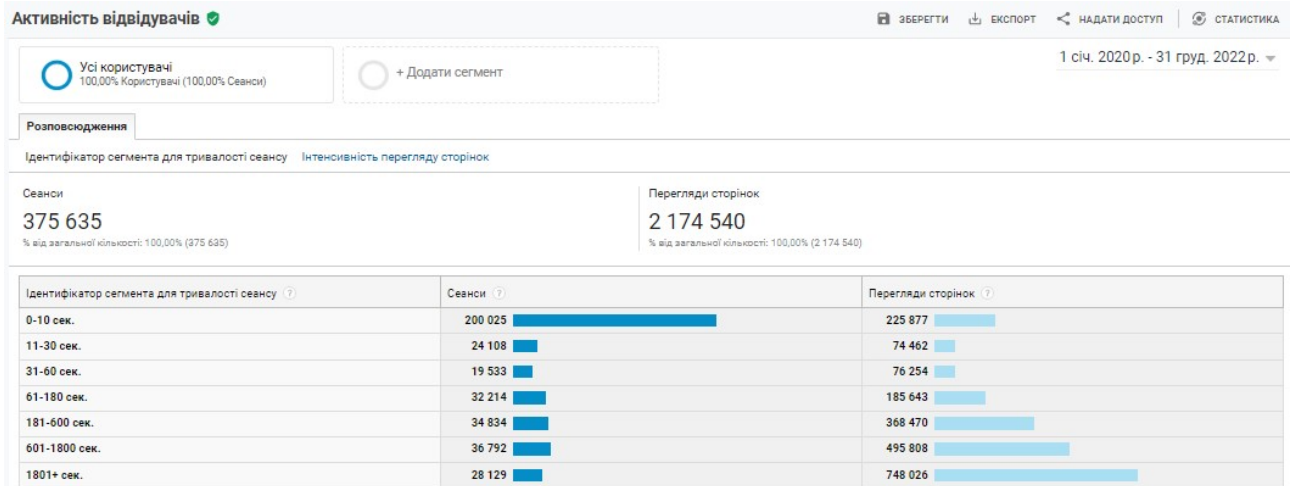 Активність відвідувачів
ЗБЕРЕГТИ ЕКСПОРТ НАДАТИ ДОСТУП СТАТИСТИКА
Усі користувачі
100,00% Користувачі (100,00% Сеанси)
+ Додати сегмент
1 січ. 2020 р. - 31 груд. 2022 р.
Розповсюдження
Ідентифікатор сегмента для тривалості сеансу Інтенсивність перегляду сторінок
Сеанси
375 635
% від загальної кількості: 100,00% (375 635)
Перегляди сторінок
2 174 540
% від загальної кількості: 100,00% (2 174 540)
Ідентифікатор сегмента для тривалості сеансу ? Сеанси ? Перегляди сторінок ?
0-10 сек. 200 025 225 877
11-30 сек. 24 108 74 462
31-60 сек. 19 533 76 254
61-180 сек. 32 214 185 643
181-600 сек. 34 834 368 470
601-1800 сек. 36 792 495 808
1801+ сек. 28 129 748 026